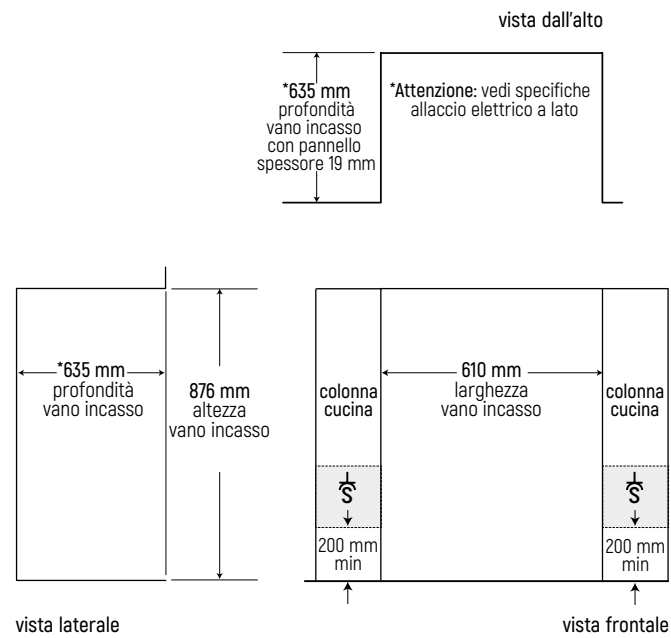 vista dall'alto
*635 mm
profondità
vano incasso
con pannello
spessore 19 mm
*Attenzione: vedi specifiche
allaccio elettrico a lato
*635 mm
profondità
vano incasso
876 mm
altezza
vano incasso
colonna
cucina
610 mm
larghezza
vano incasso
colonna
cucina
S
200 mm
min
S
200 mm
min
vista laterale
vista frontale